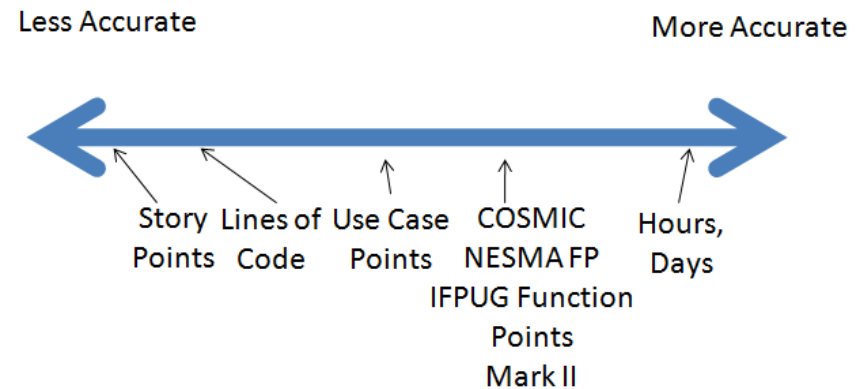 Less Accurate
More Accurate
Story
Points
Lines of
Code
Use Case
Points
COSMIC
NESMA FP
IFPUG Function
Points
Mark II
Hours,
Days